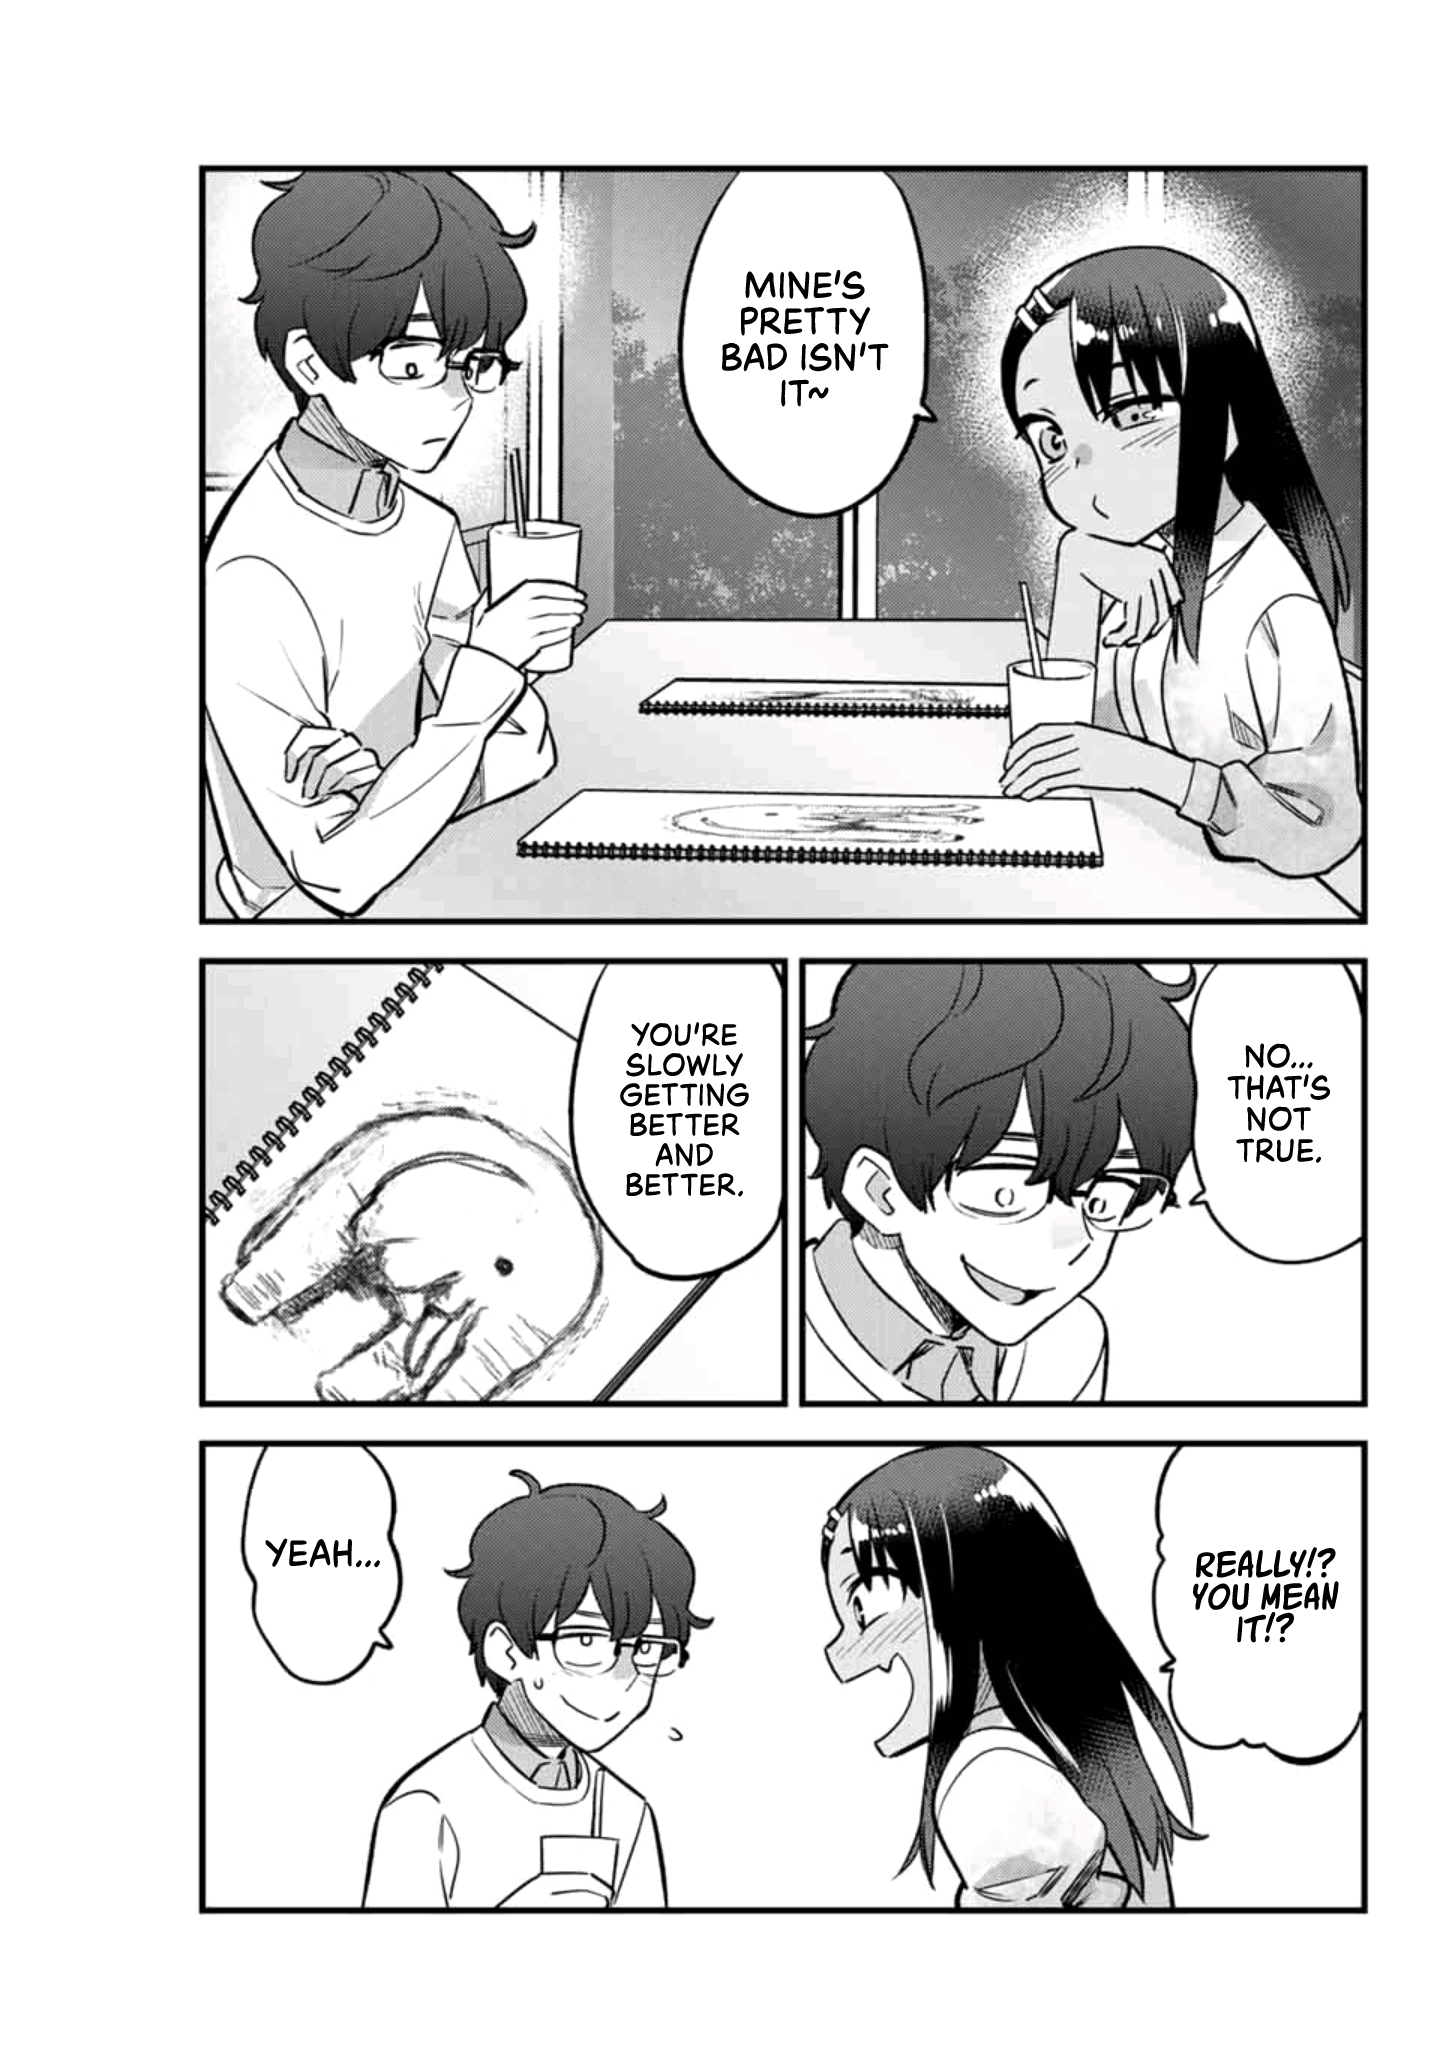 MINE'S
PRETTY
BAD ISN'T
IT~
NO...
THAT'S
NOT
TRUE.
YOU'RE
SLOWLY
GETTING
BETTER
AND
BETTER.
REALLY!?
YOU MEAN
IT!?
YEAH...